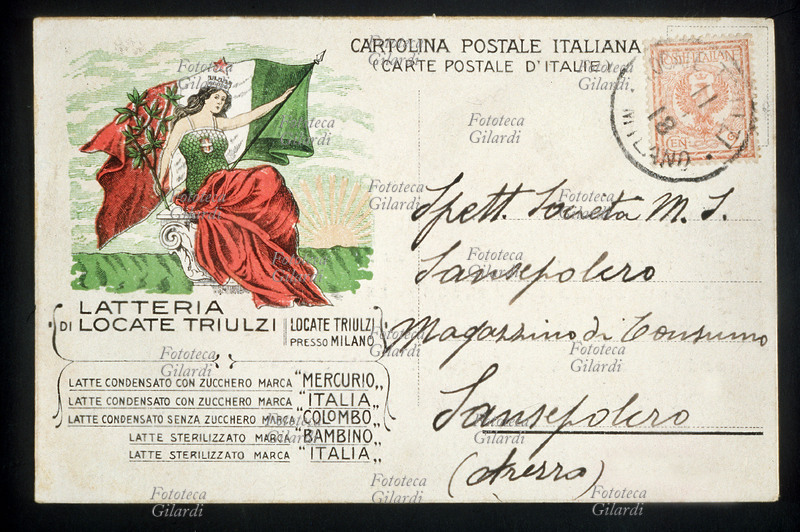 CARTOLINA POSTALE ITALIANA
(CARTE POSTALE D'ITALIE)
POSTE ITALIANE
MILANO
LATTERIA
DI LOCATE TRIULZI
LOCATE TRIULZI
PRESSO MILANO
LATTE CONDENSATO CON ZUCCHERO MARCA "MERCURIO„
LATTE CONDENSATO CON ZUCCHERO MARCA "ITALIA„
LATTE CONDENSATO SENZA ZUCCHERO MARCA "COLOMBO„
LATTE STERILIZZATO MARCA "BAMBINO„
LATTE STERILIZZATO MARCA "ITALIA„
Spett. Società M. S.
Sansepolcro
Magazzino di Consumo
Sansepolcro
(Arezzo)
Fototeca
Gilardi